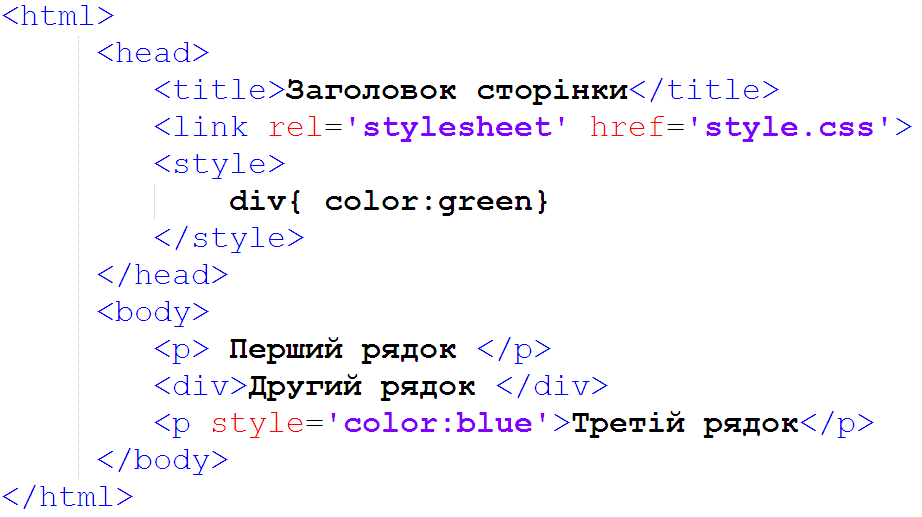 <html>
<head>
<title>Заголовок сторінки</title>
<link rel='stylesheet' href='style.css'>
<style>
div{ color:green}
</style>
</head>
<body>
<p> Перший рядок </p>
<div>Другий рядок </div>
<p style='color:blue'>Третій рядок</p>
</body>
</html>